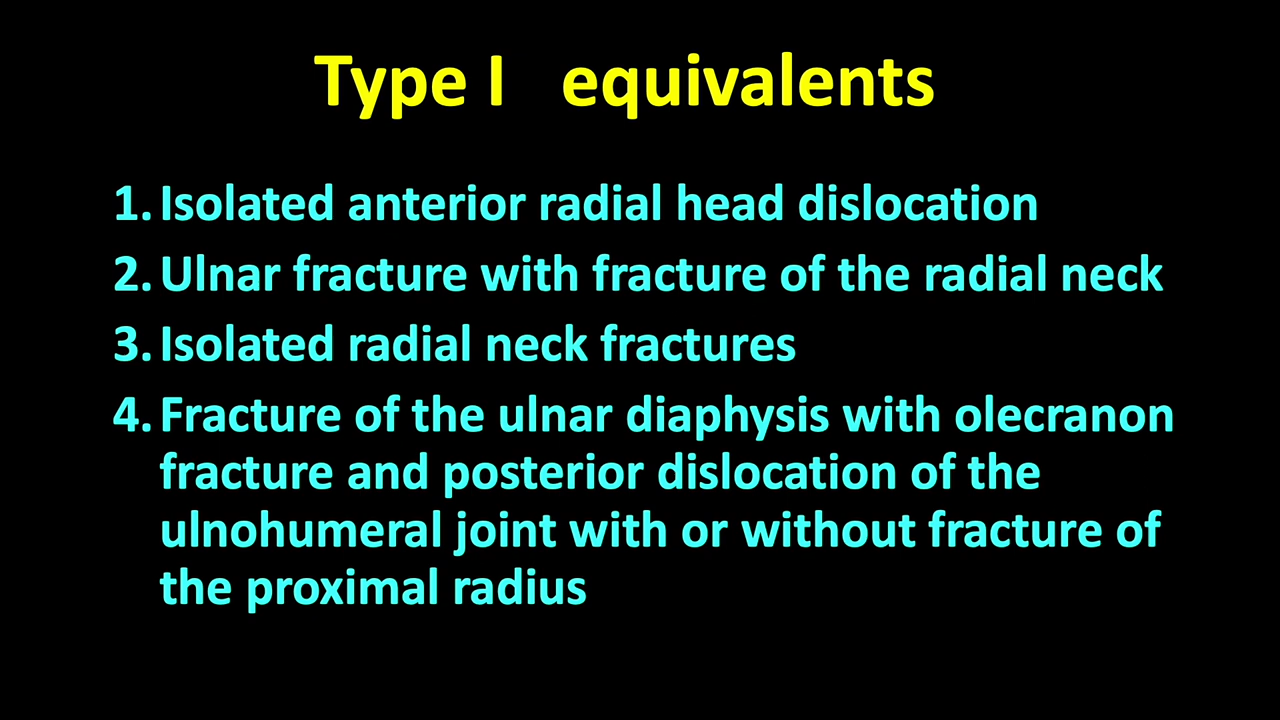 Type I equivalents
1. Isolated anterior radial head dislocation
2. Ulnar fracture with fracture of the radial neck
3. Isolated radial neck fractures
4. Fracture of the ulnar diaphysis with olecranon
fracture and posterior dislocation of the
ulnohumeral joint with or without fracture of
the proximal radius